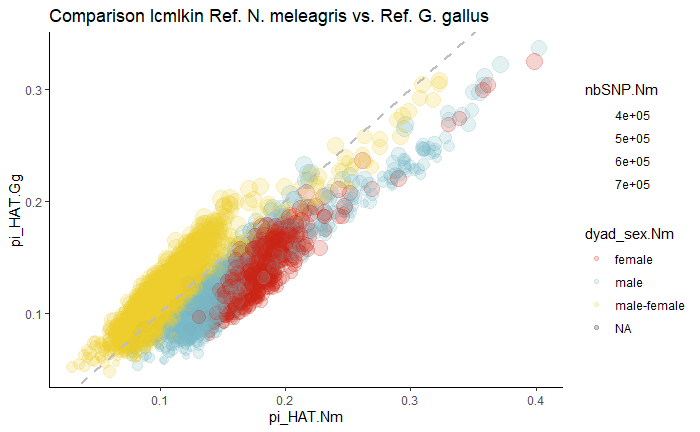 Comparison lcmlkin Ref. N. meleagris vs. Ref. G. gallus
pi_HAT.Gg
0.3
0.2
0.1
0.1
0.2
0.3
0.4
pi_HAT.Nm
nbSNP.Nm
4e+05
5e+05
6e+05
7e+05
dyad_sex.Nm
female
male
male-female
NA